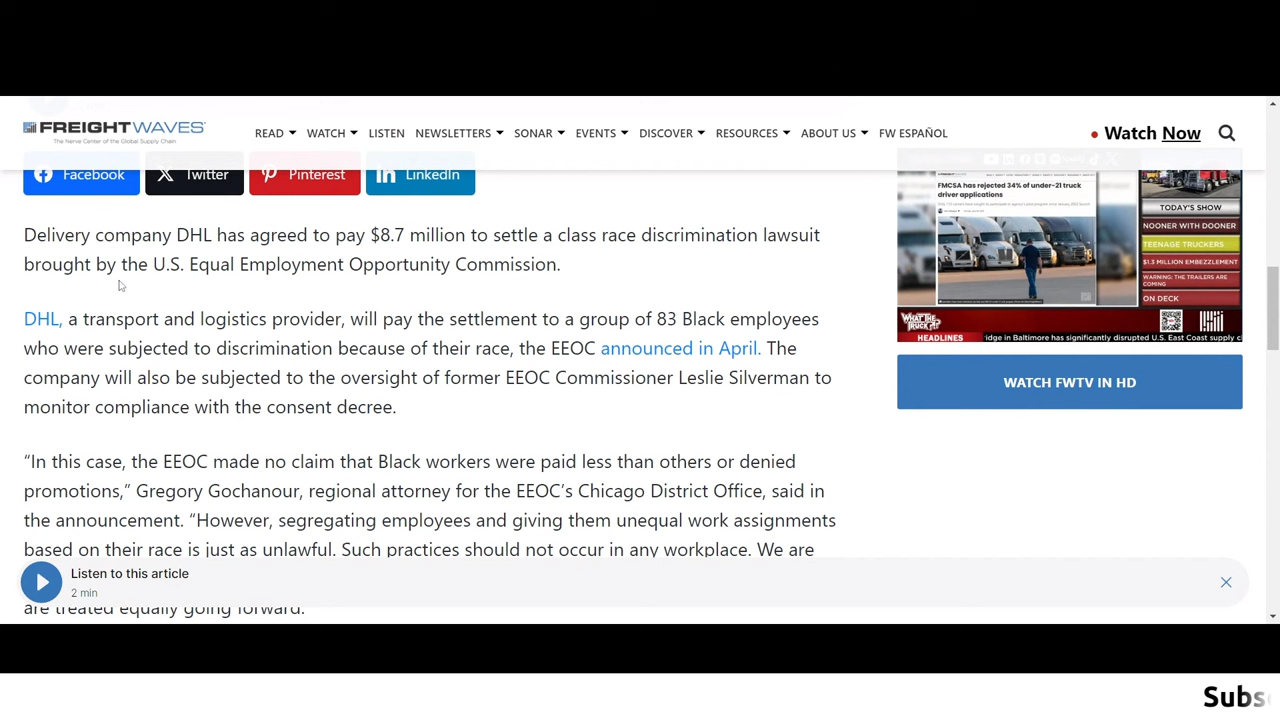 FREIGHTWAVES
The Nerve Center of the Global Supply Chain
READ WATCH LISTEN NEWSLETTERS SONAR EVENTS DISCOVER RESOURCES ABOUT US FW ESPAÑOL
Watch Now
Facebook Twitter Pinterest LinkedIn
Delivery company DHL has agreed to pay $8.7 million to settle a class race discrimination lawsuit
brought by the U.S. Equal Employment Opportunity Commission.
DHL, a transport and logistics provider, will pay the settlement to a group of 83 Black employees
who were subjected to discrimination because of their race, the EEOC announced in April. The
company will also be subjected to the oversight of former EEOC Commissioner Leslie Silverman to
monitor compliance with the consent decree.
“In this case, the EEOC made no claim that Black workers were paid less than others or denied
promotions,” Gregory Gochanour, regional attorney for the EEOC’s Chicago District Office, said in
the announcement. “However, segregating employees and giving them unequal work assignments
based on their race is just as unlawful. Such practices should not occur in any workplace. We are
are treated equally going forward.
Listen to this article
2 min
FMCSA has rejected 34% of under-21 truck
driver applications
TODAY'S SHOW
NOONER WITH DOONER
TEENAGE TRUCKERS
$1.3 MILLION EMBEZZLEMENT
WARNING: THE TRAILERS ARE
COMING
ON DECK
WHAT THE
TRUCK?!?
HEADLINES
idge in Baltimore has significantly disrupted U.S. East Coast supply c
WATCH FWTV IN HD
Subs